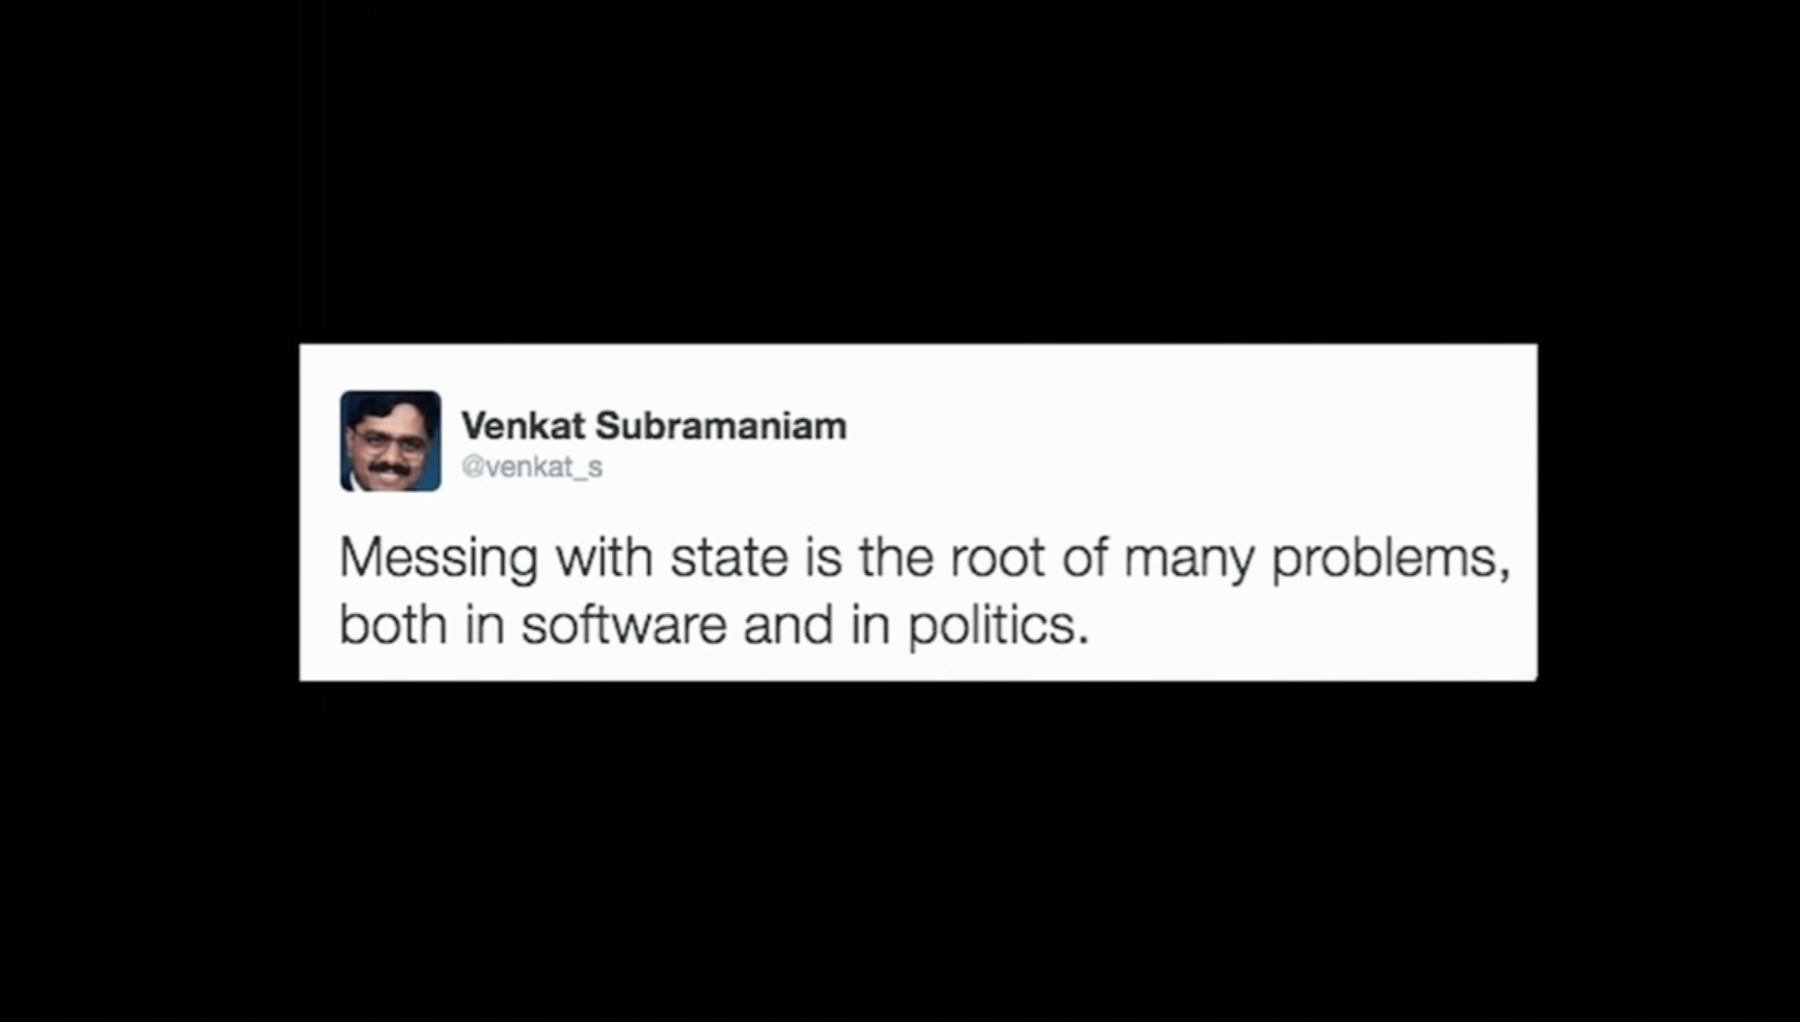 Venkat Subramaniam
@venkat_s
Messing with state is the root of many problems,
both in software and in politics.